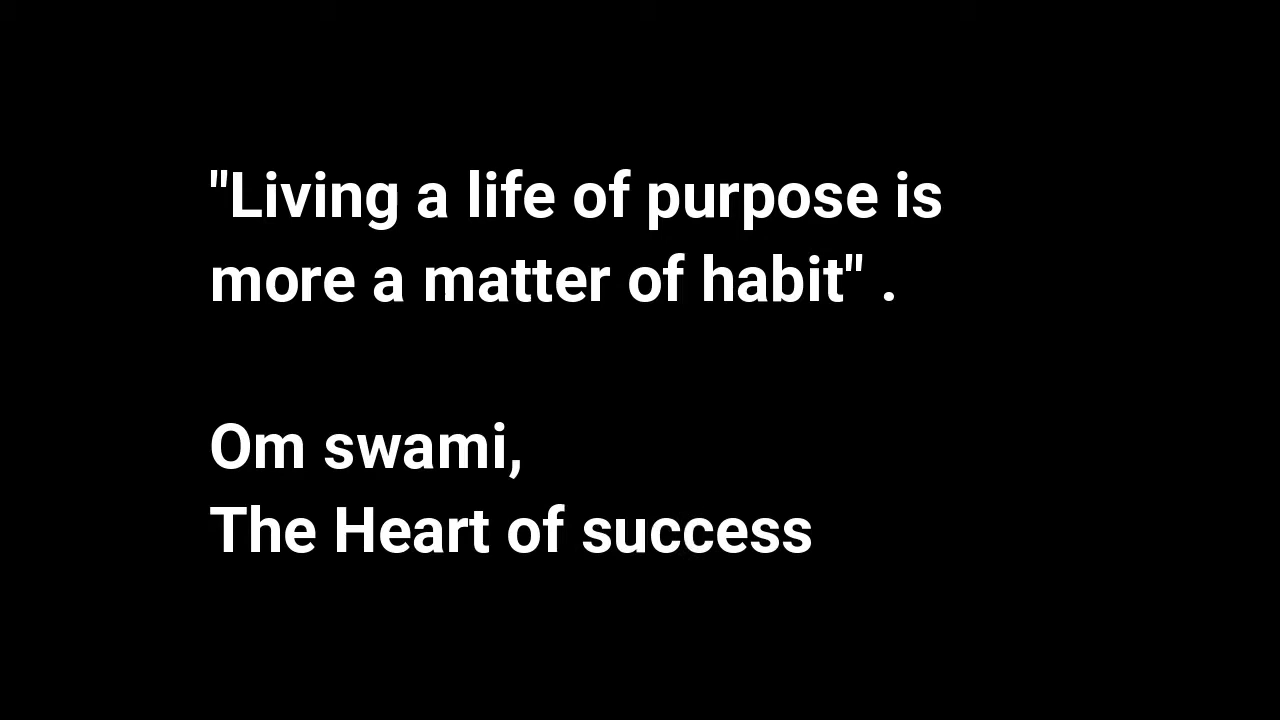 "Living a life of purpose is
more a matter of habit" .
Om swami,
The Heart of success